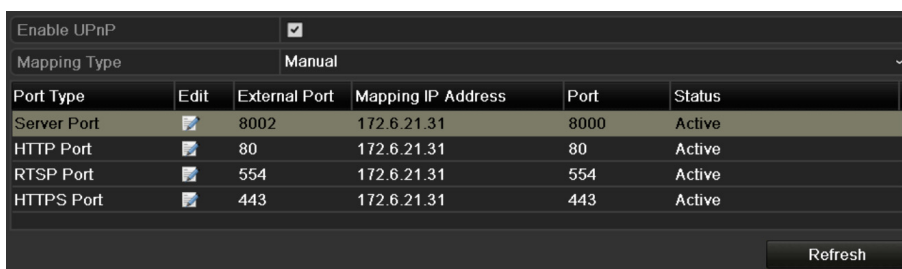 Enable UPnP
Mapping Type Manual
Port Type Edit External Port Mapping IP Address Port Status
Server Port 8002 172.6.21.31 8000 Active
HTTP Port 80 172.6.21.31 80 Active
RTSP Port 554 172.6.21.31 554 Active
HTTPS Port 443 172.6.21.31 443 Active
Refresh